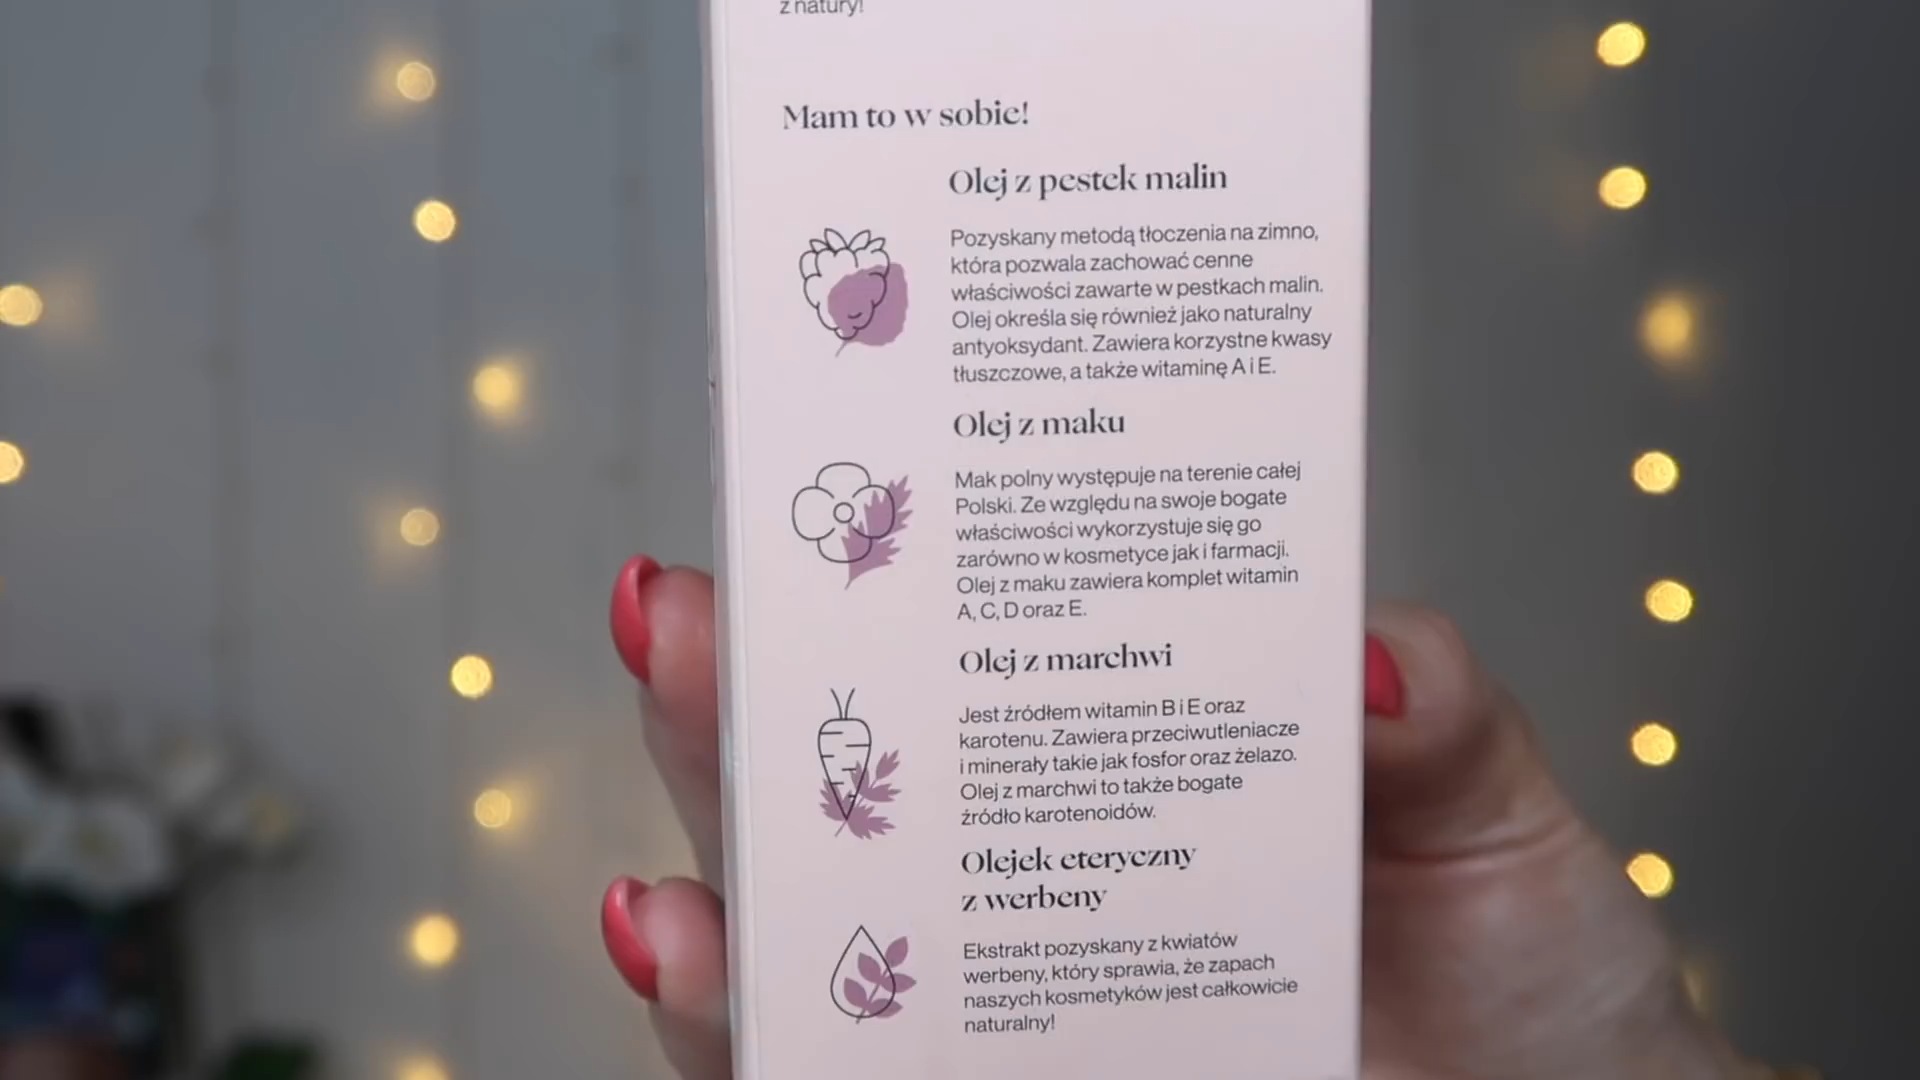 z natury!
Mam to w sobie!
Olej z pestek malin
Pozyskany metodą tłoczenia na zimno,
która pozwala zachować cenne
właściwości zawarte w pestkach malin.
Olej określa się również jako naturalny
antyoksydant. Zawiera korzystne kwasy
tłuszczowe, a także witaminę A i E.
Olej z maku
Mak polny występuje na terenie całej
Polski. Ze względu na swoje bogate
właściwości wykorzystuje się go
zarówno w kosmetyce jak i farmacji.
Olej z maku zawiera komplet witamin
A, C, D oraz E.
Olej z marchwi
Jest źródłem witamin B i E oraz
karotenu. Zawiera przeciwutleniacze
i minerały takie jak fosfor oraz żelazo.
Olej z marchwi to także bogate
źródło karotenoidów.
Olejek eteryczny
z werbeny
Ekstrakt pozyskany z kwiatów
werbeny, który sprawia, że zapach
naszych kosmetyków jest całkowicie
naturalny!